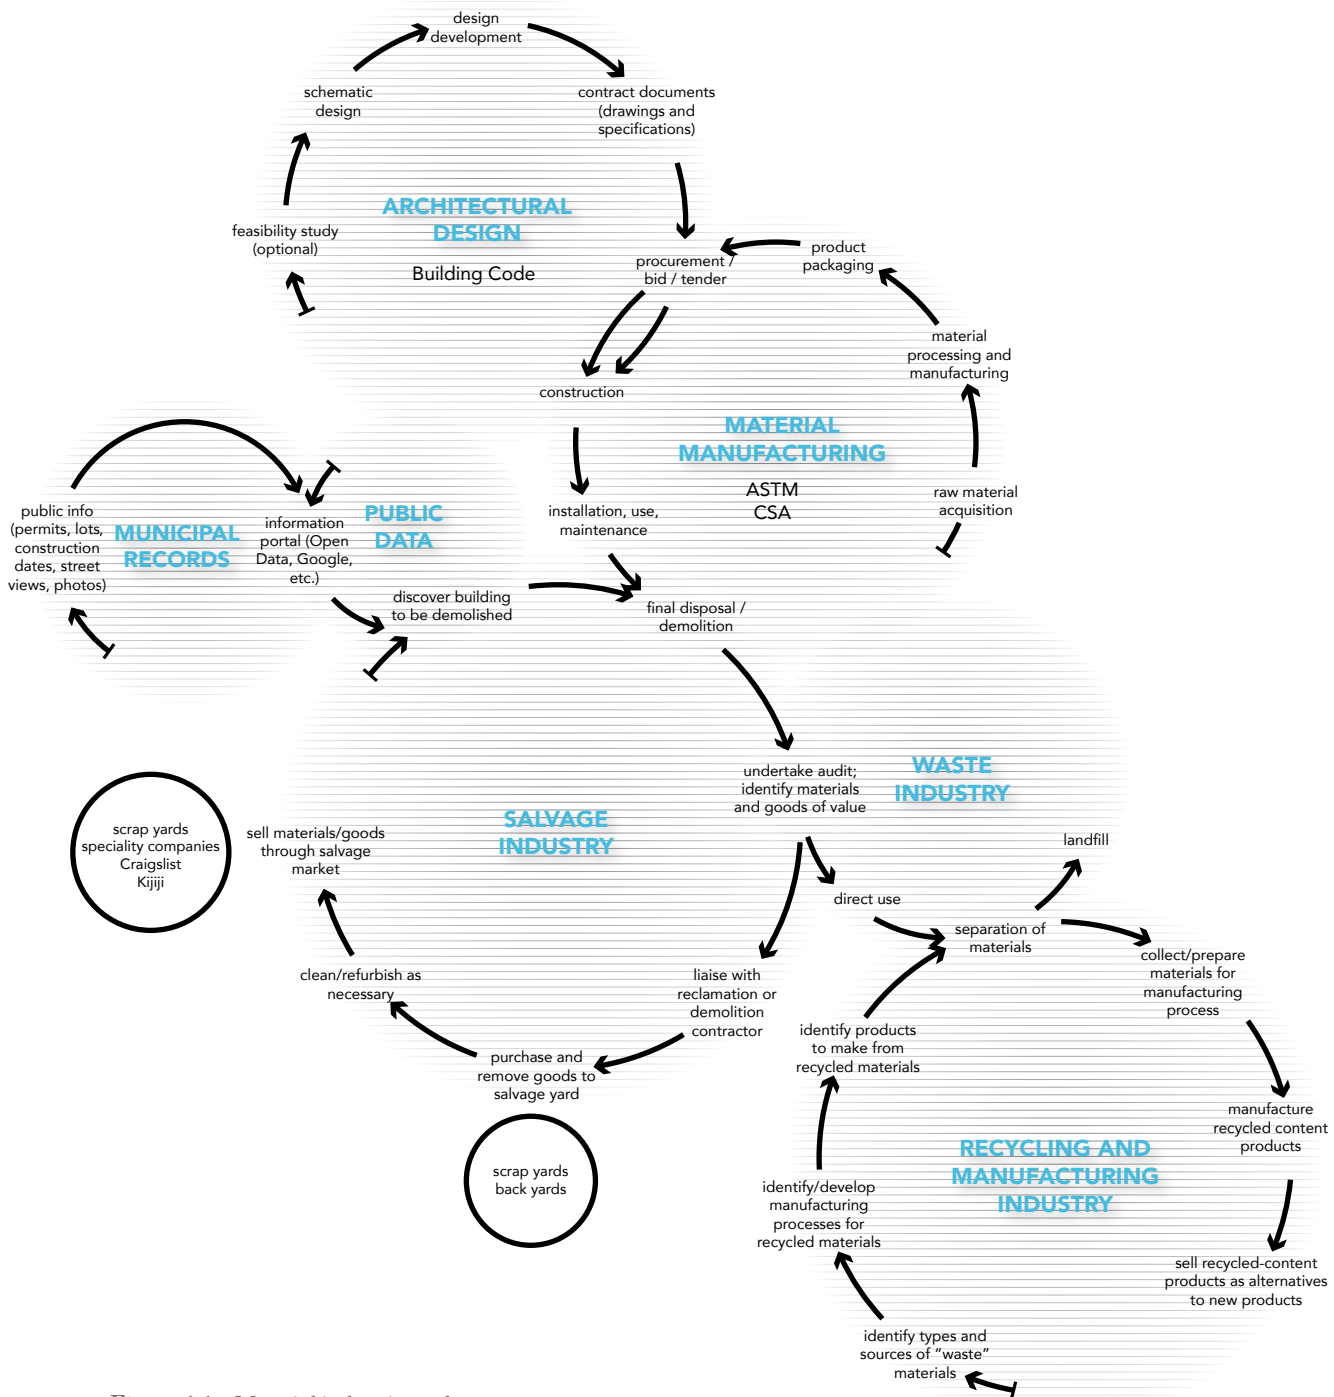 design
development
schematic
design
contract documents
(drawings and
specifications)
ARCHITECTURAL
DESIGN
Building Code
feasibility study
(optional)
procurement /
bid / tender
product
packaging
material
processing and
manufacturing
construction
MATERIAL
MANUFACTURING
ASTM
CSA
raw material
acquisition
installation, use,
maintenance
public info
(permits, lots,
construction
dates, street
views, photos)
MUNICIPAL
RECORDS
information
portal (Open
Data, Google,
etc.)
PUBLIC
DATA
discover building
to be demolished
final disposal /
demolition
undertake audit;
identify materials
and goods of value
WASTE
INDUSTRY
SALVAGE
INDUSTRY
scrap yards
speciality companies
Craigslist
Kijiji
sell materials/goods
through salvage
market
landfill
direct use
separation of
materials
collect/prepare
materials for
manufacturing
process
clean/refurbish as
necessary
liaise with
reclamation or
demolition
contractor
identify products
to make from
recycled materials
purchase and
remove goods to
salvage yard
scrap yards
back yards
manufacture
recycled content
products
RECYCLING AND
MANUFACTURING
INDUSTRY
identify/develop
manufacturing
processes for
recycled materials
sell recycled-content
products as alternatives
to new products
identify types and
sources of “waste”
materials